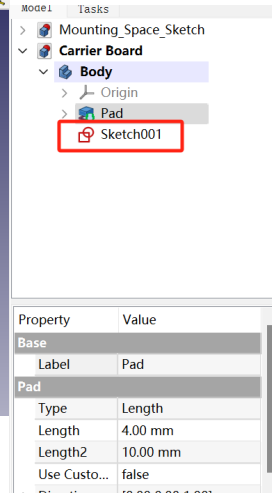 Model Tasks
Mounting_Space_Sketch
Carrier Board
Body
Origin
Pad
Sketch001
Property Value
Base
Label Pad
Pad
Type Length
Length 4.00 mm
Length2 10.00 mm
Use Custo... false